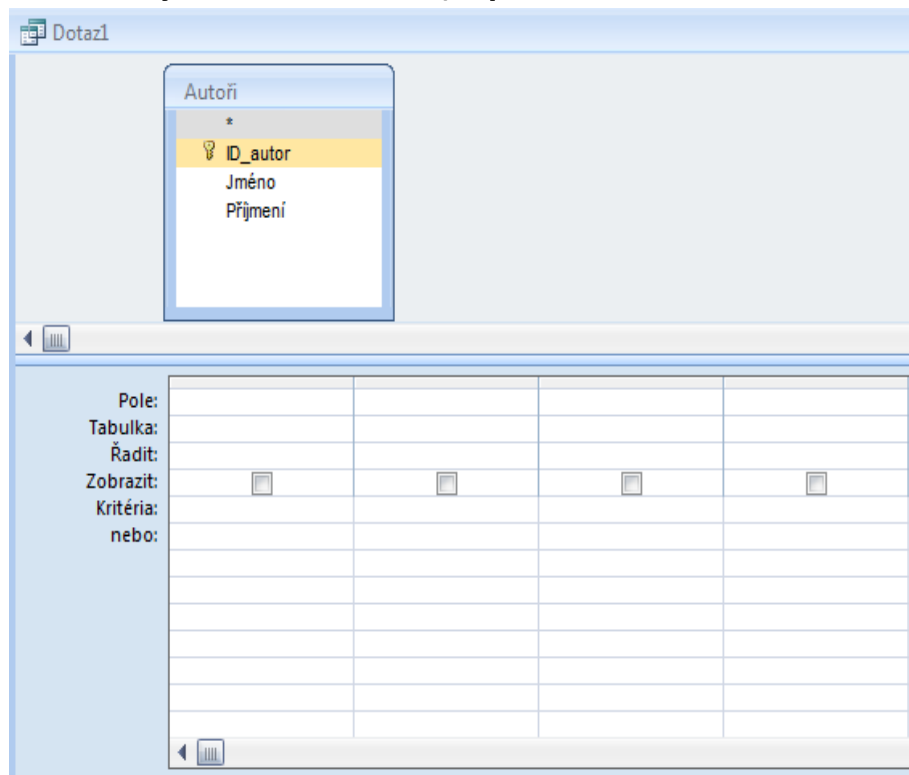 Dotaz1
Autoři
*
ID_autor
Jméno
Příjmení
Pole:
Tabulka:
Řadit:
Zobrazit:
Kritéria:
nebo: